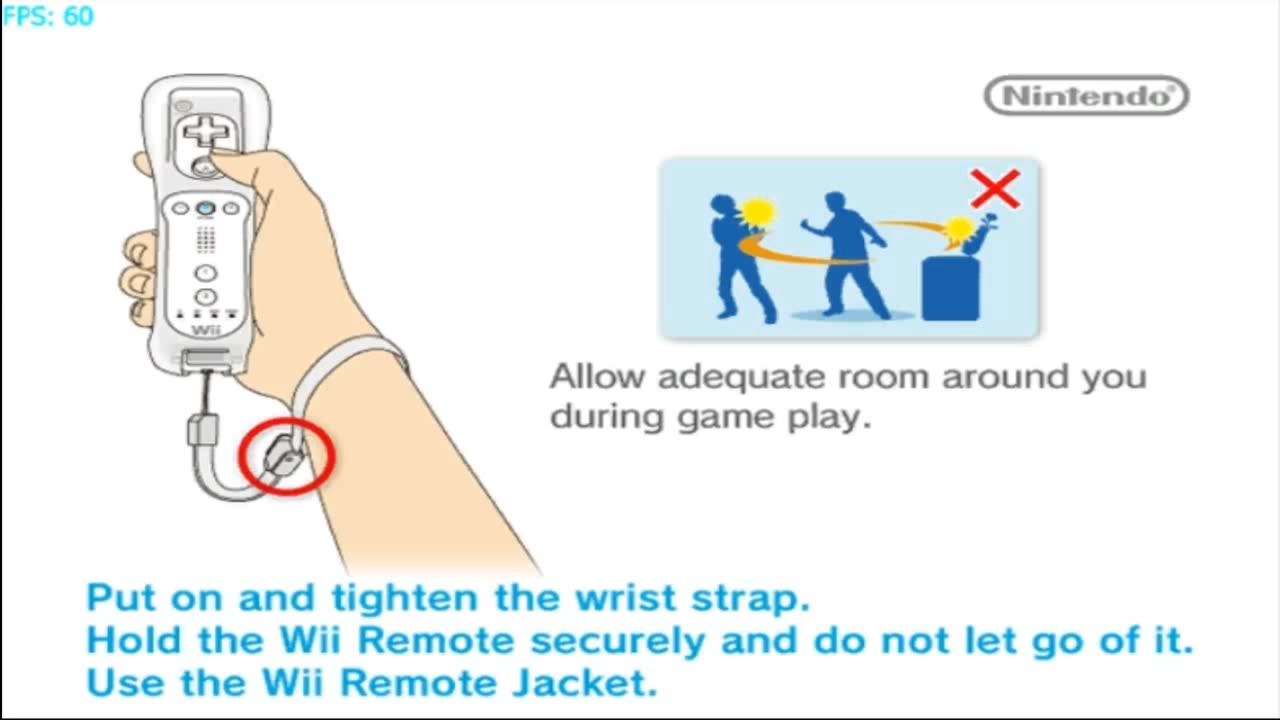 FPS: 60
Nintendo®
Wii
Allow adequate room around you
during game play.
Put on and tighten the wrist strap.
Hold the Wii Remote securely and do not let go of it.
Use the Wii Remote Jacket.